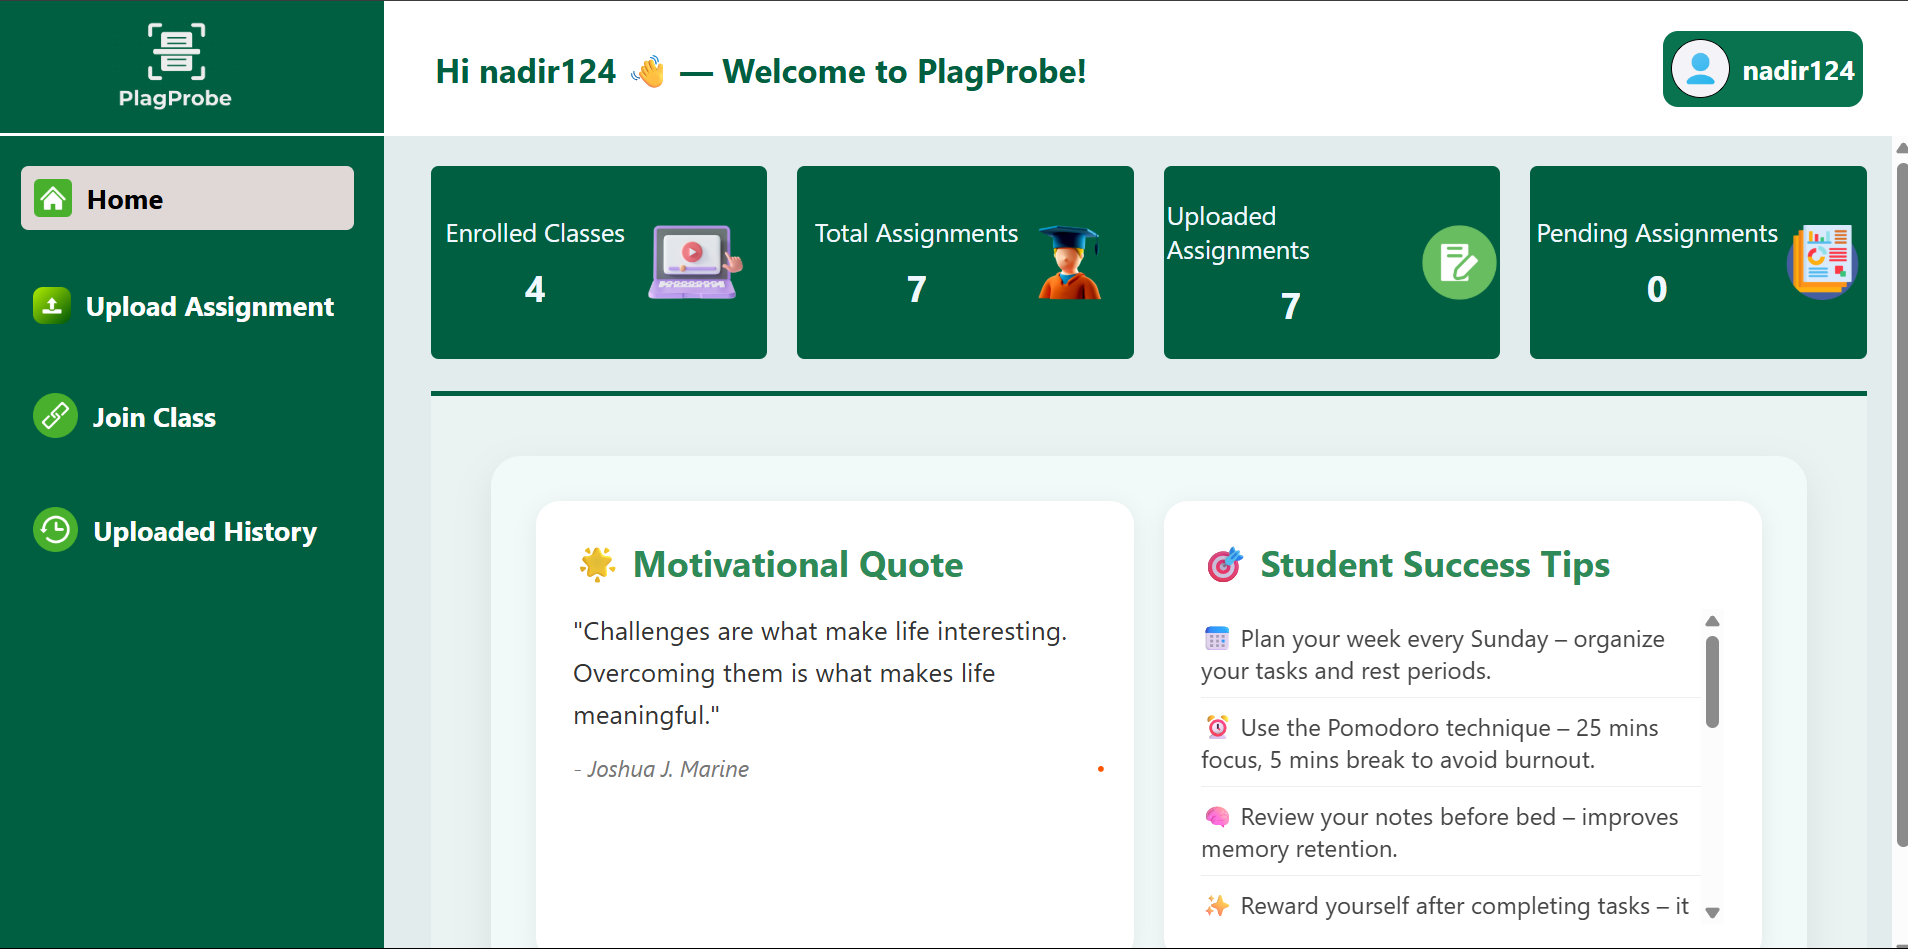 PlagProbe
Hi nadir124 👋 — Welcome to PlagProbe!
nadir124
Home
Upload Assignment
Join Class
Uploaded History
Enrolled Classes
4
Total Assignments
7
Uploaded
Assignments
7
Pending Assignments
0
🌟 Motivational Quote
"Challenges are what make life interesting.
Overcoming them is what makes life
meaningful."
- Joshua J. Marine
🎯 Student Success Tips
🗓️ Plan your week every Sunday – organize
your tasks and rest periods.
⏰ Use the Pomodoro technique – 25 mins
focus, 5 mins break to avoid burnout.
🧠 Review your notes before bed – improves
memory retention.
✨ Reward yourself after completing tasks – it